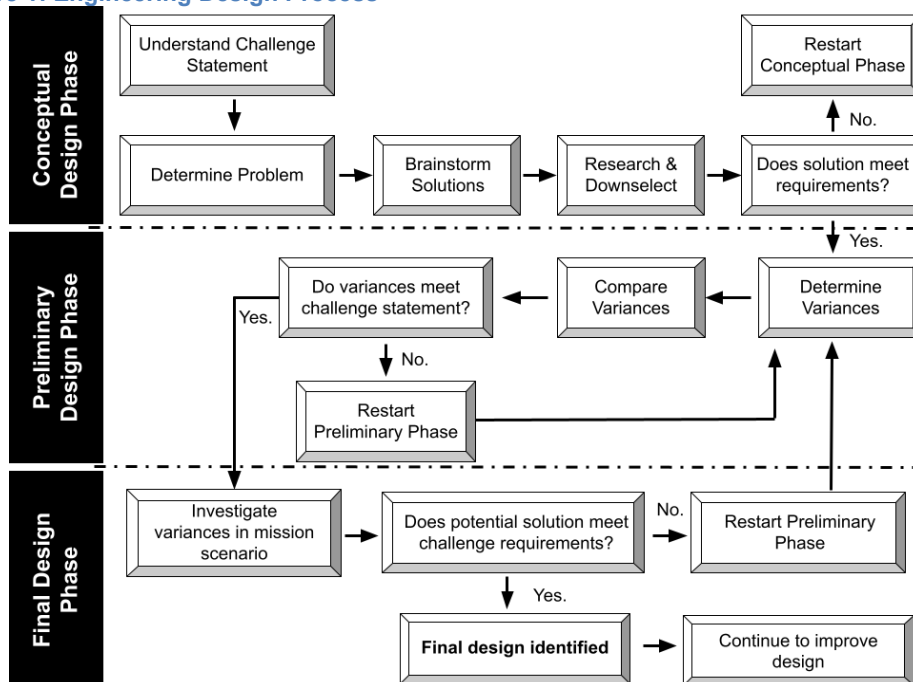 Engineering Design Process
Conceptual
Design Phase
Understand Challenge
Statement
Restart
Conceptual Phase
No.
Determine Problem
Brainstorm
Solutions
Research &
Downselect
Does solution meet
requirements?
Yes.
Preliminary
Design Phase
Do variances meet
challenge statement?
Compare
Variances
Determine
Variances
Yes.
No.
Restart
Preliminary Phase
Final Design
Phase
Investigate
variances in mission
scenario
Does potential solution meet
challenge requirements?
No.
Restart Preliminary
Phase
Yes.
Final design identified
Continue to improve
design